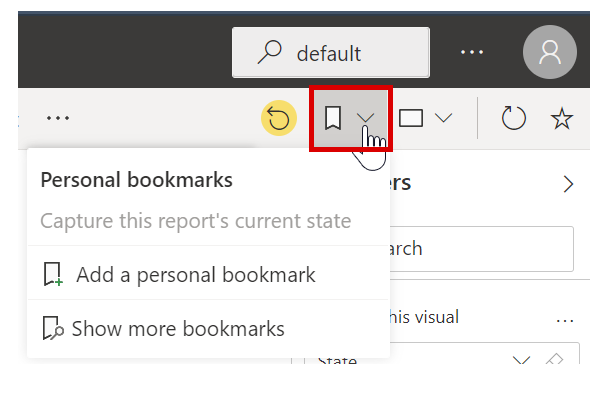 default
Personal bookmarks
ers
Capture this report's current state
arch
Add a personal bookmark
his visual
Show more bookmarks
State